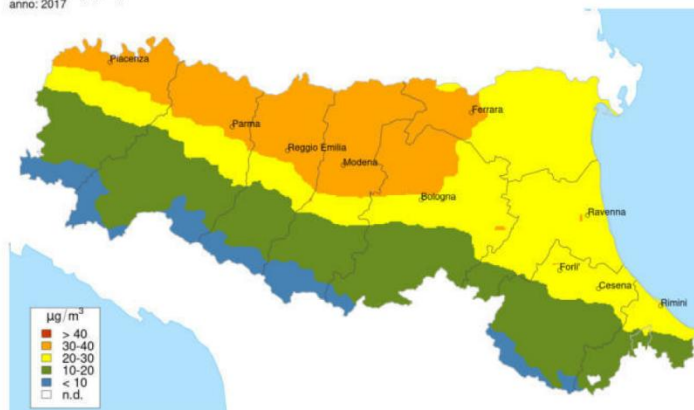 anno: 2017
Piacenza
Parma
Reggio Emilia
Modena
Ferrara
Bologna
Ravenna
Forlì'
Cesena
Rimini
µg/m³
> 40
30-40
20-30
10-20
< 10
n.d.